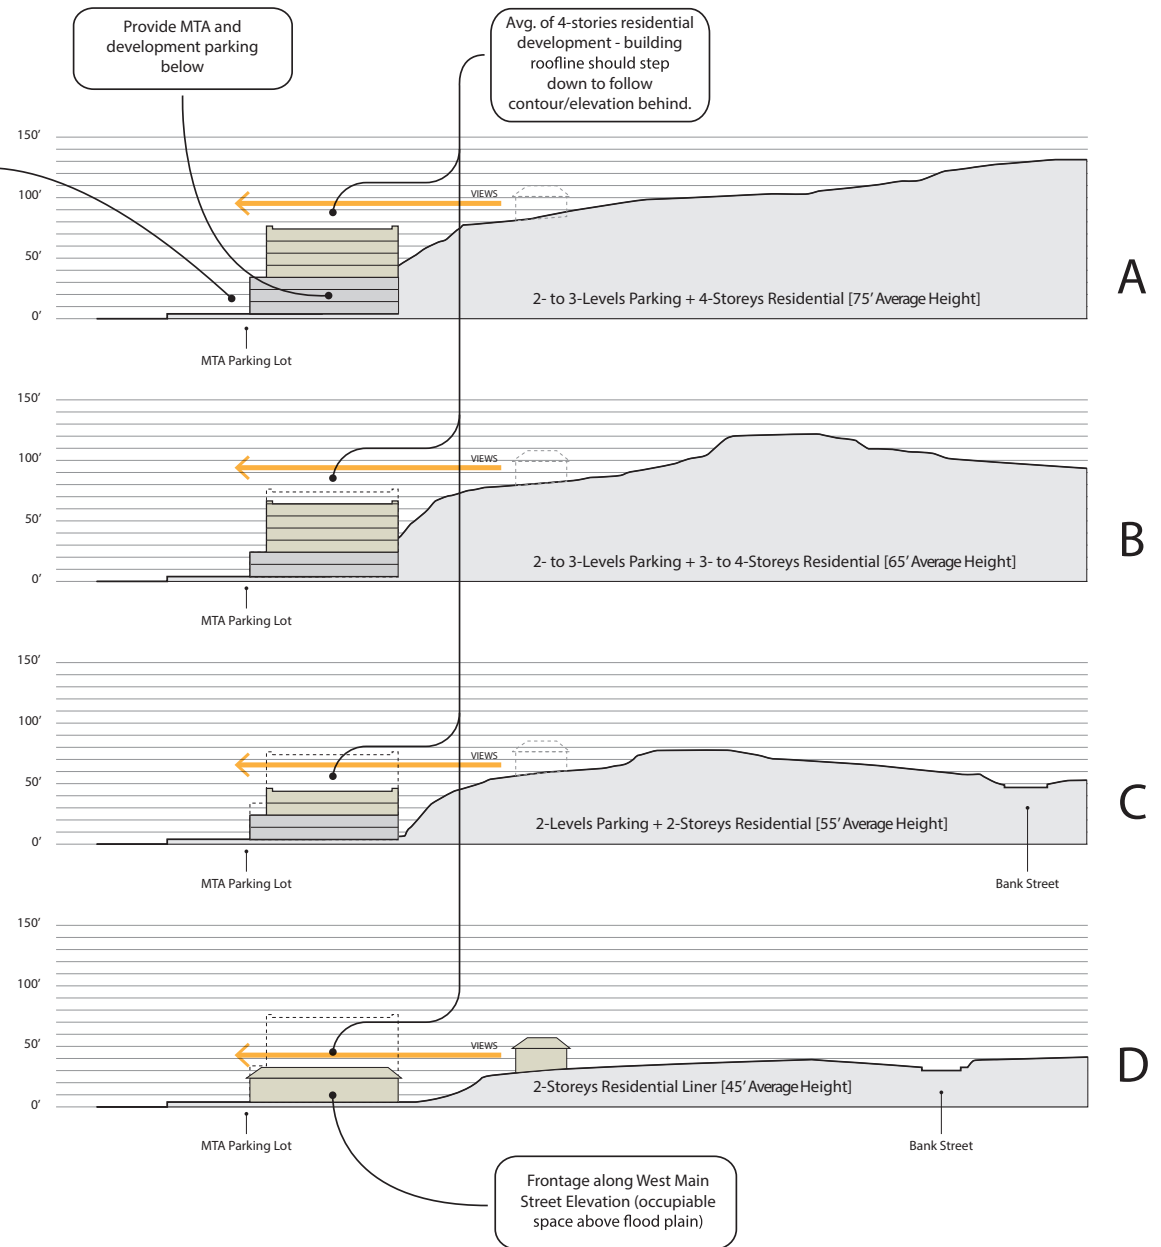 Provide MTA and
development parking
below
Avg. of 4-stories residential
development - building
roofline should step
down to follow
contour/elevation behind.
150'
100'
50'
0'
VIEWS
2- to 3-Levels Parking + 4-Storeys Residential [75' Average Height]
A
MTA Parking Lot
150'
100'
50'
0'
VIEWS
2- to 3-Levels Parking + 3- to 4-Storeys Residential [65' Average Height]
B
MTA Parking Lot
150'
100'
50'
0'
VIEWS
2-Levels Parking + 2-Storeys Residential [55' Average Height]
C
MTA Parking Lot
Bank Street
150'
100'
50'
0'
VIEWS
2-Storeys Residential Liner [45' Average Height]
D
MTA Parking Lot
Bank Street
Frontage along West Main
Street Elevation (occupiable
space above flood plain)